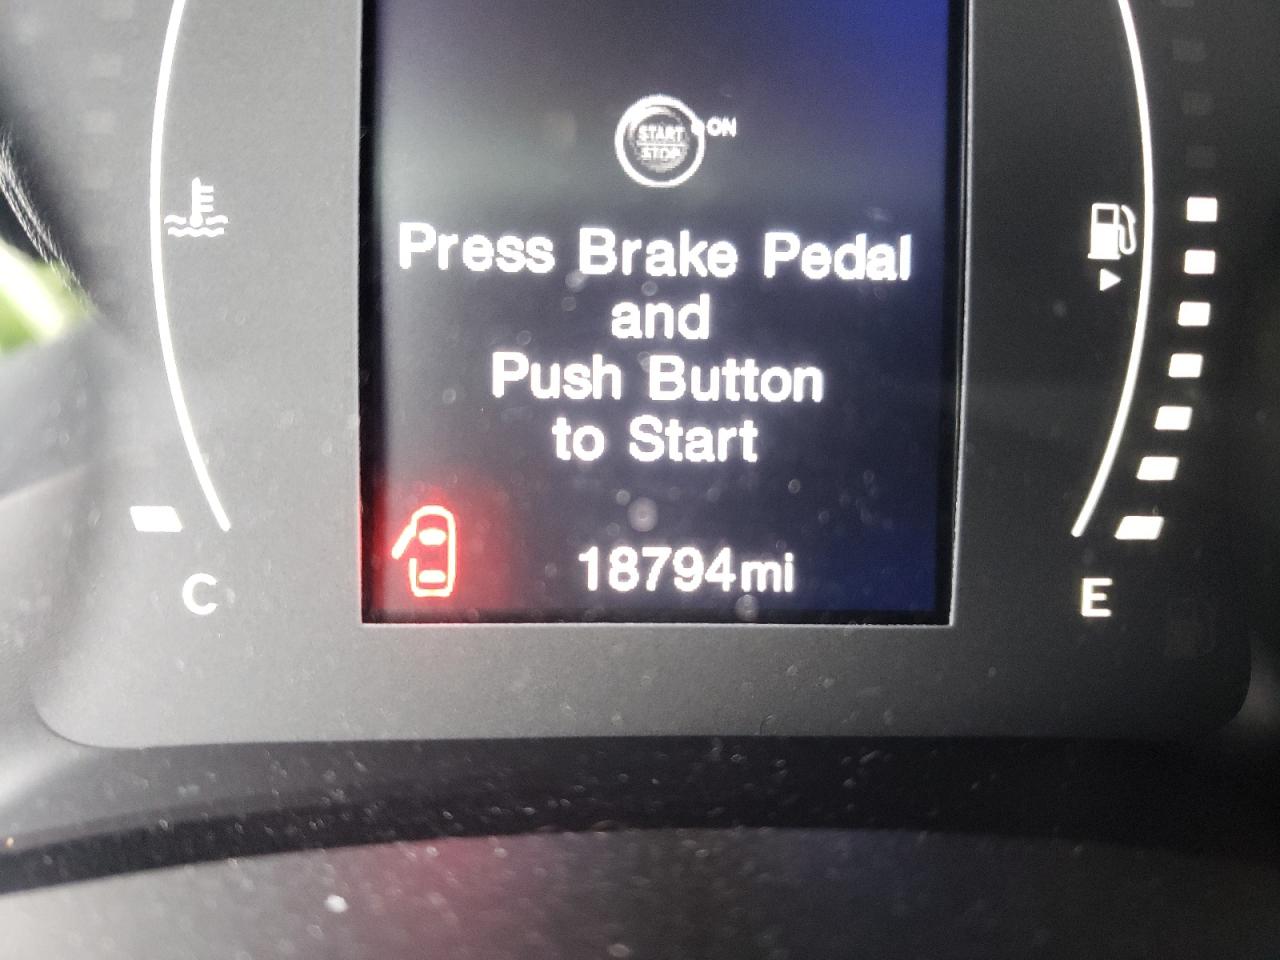 START
STOP
ON
Press Brake Pedal
and
Push Button
to Start
18794mi
C
E